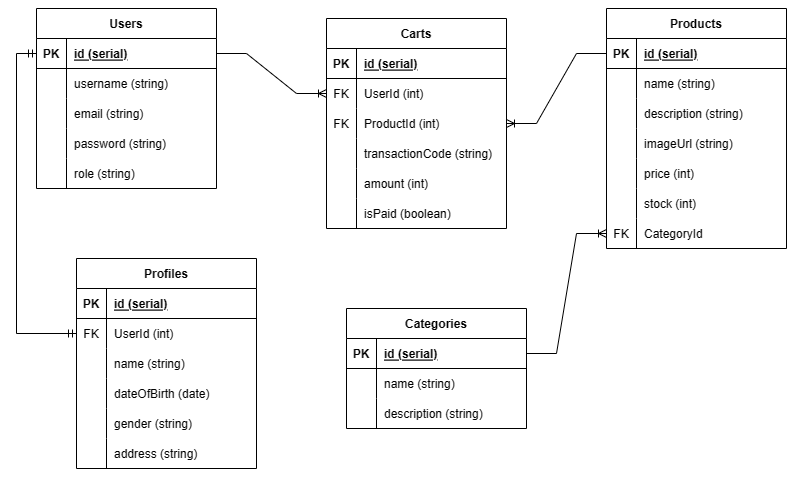 Users
PK id (serial)
username (string)
email (string)
password (string)
role (string)
Carts
PK id (serial)
FK UserId (int)
FK ProductId (int)
transactionCode (string)
amount (int)
isPaid (boolean)
Products
PK id (serial)
name (string)
description (string)
imageUrl (string)
price (int)
stock (int)
FK CategoryId
Profiles
PK id (serial)
FK UserId (int)
name (string)
dateOfBirth (date)
gender (string)
address (string)
Categories
PK id (serial)
name (string)
description (string)